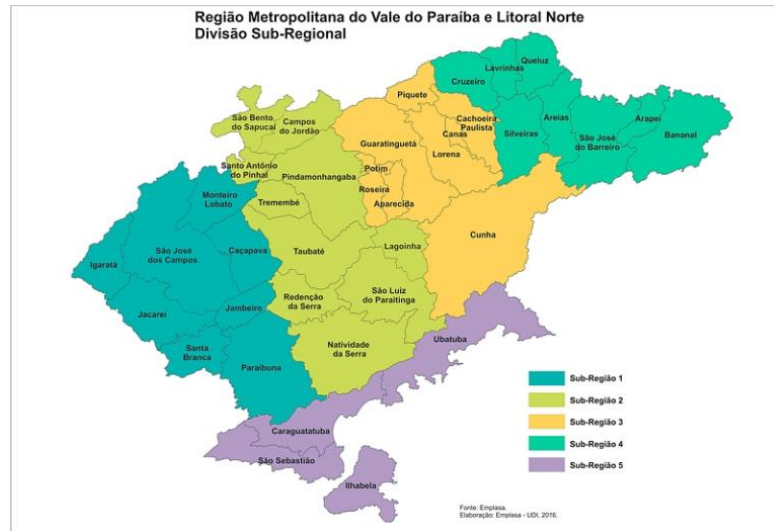 Região Metropolitana do Vale do Paraíba e Litoral Norte
Divisão Sub-Regional
Queluz
Lavrinhas
Cruzeiro
Piquete
São Bento
do Sapucaí
Campos
do Jordão
Cachoeira
Paulista
Canas
Silveiras
Areias
São José
do Barreiro
Arapeí
Bananal
Guaratinguetá
Lorena
Santo Antônio
do Pinhal
Pindamonhangaba
Potim
Roseira
Aparecida
Monteiro
Lobato
Tremembé
Cunha
São José
dos Campos
Caçapava
Taubaté
Lagoinha
Igaratá
Redenção
da Serra
São Luiz
do Paraitinga
Jacareí
Jambeiro
Santa
Branca
Paraibuna
Natividade
da Serra
Ubatuba
Caraguatatuba
São Sebastião
Ilhabela
Sub-Região 1
Sub-Região 2
Sub-Região 3
Sub-Região 4
Sub-Região 5
Fonte: Emplasa.
Elaboração: Emplasa - UDI, 2016.